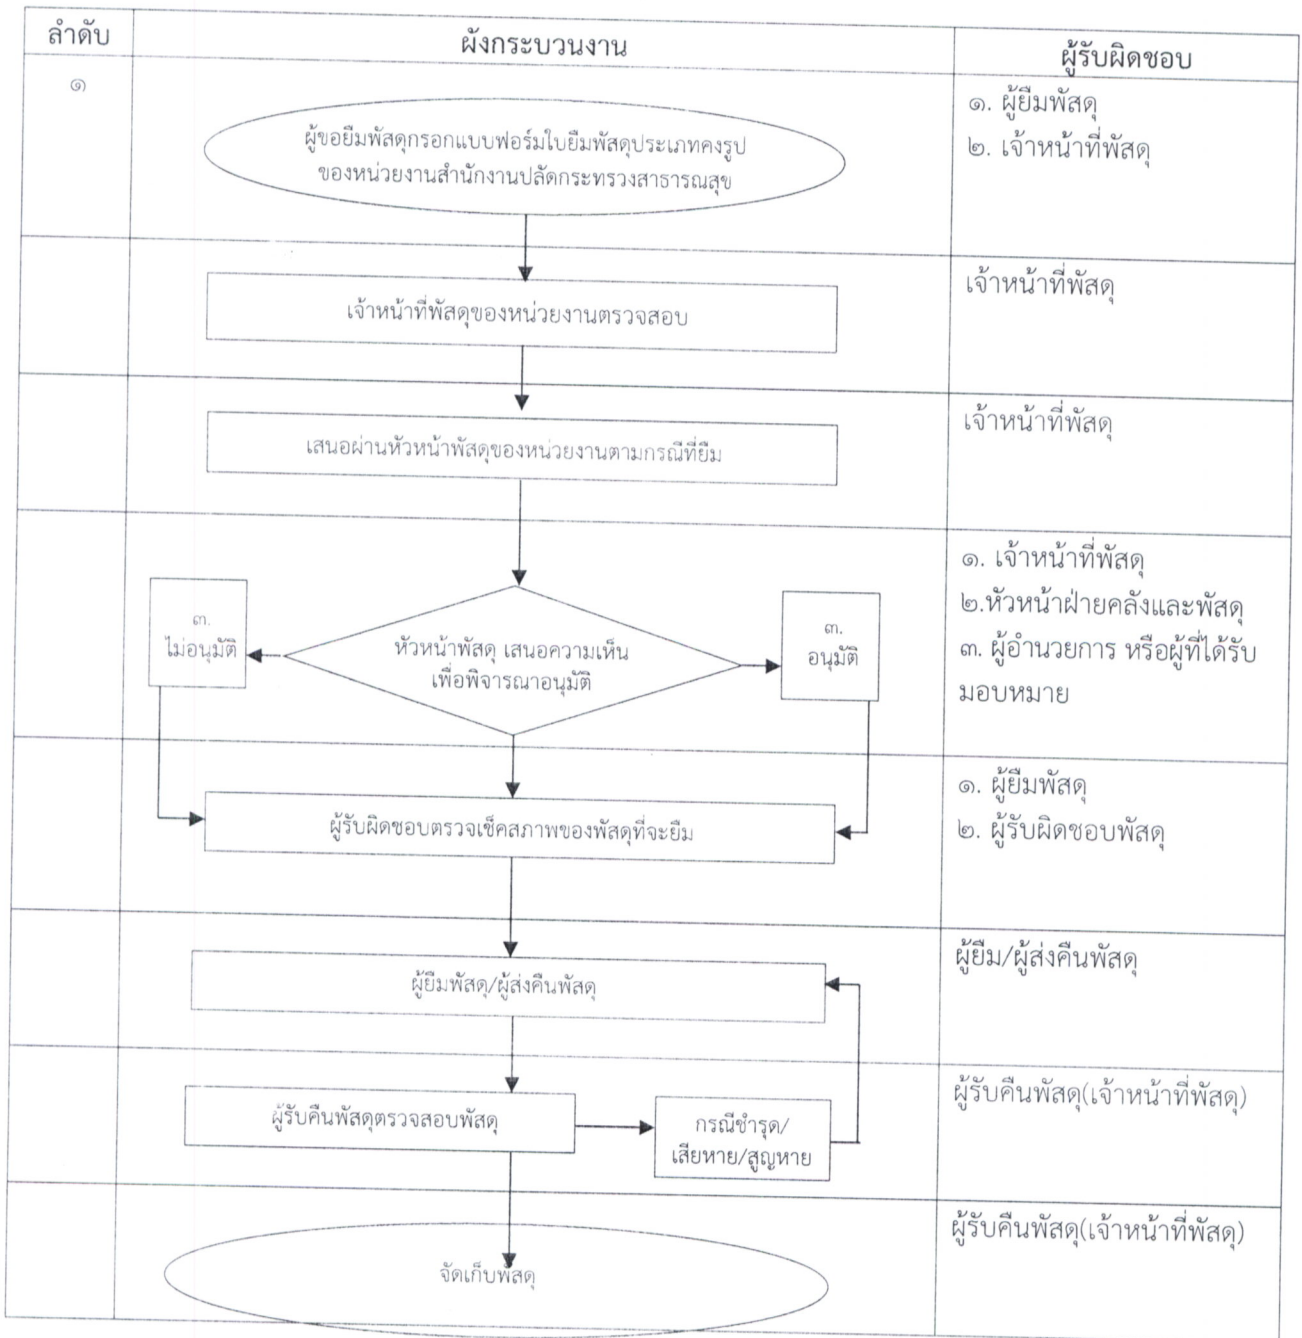 ลำดับ
ผังกระบวนงาน
ผู้รับผิดชอบ
๑
ผู้ขอยืมพัสดุกรอกแบบฟอร์มใบยืมพัสดุประเภทคงรูป
ของหน่วยงานสำนักงานปลัดกระทรวงสาธารณสุข
๑. ผู้ยืมพัสดุ
๒. เจ้าหน้าที่พัสดุ
เจ้าหน้าที่พัสดุของหน่วยงานตรวจสอบ
เจ้าหน้าที่พัสดุ
เสนอผ่านหัวหน้าพัสดุของหน่วยงานตามกรณีที่ยืม
เจ้าหน้าที่พัสดุ
๓.
ไม่อนุมัติ
หัวหน้าพัสดุ เสนอความเห็น
เพื่อพิจารณาอนุมัติ
๓.
อนุมัติ
๑. เจ้าหน้าที่พัสดุ
๒.หัวหน้าฝ่ายคลังและพัสดุ
๓. ผู้อำนวยการ หรือผู้ที่ได้รับ
มอบหมาย
ผู้รับผิดชอบตรวจเช็คสภาพของพัสดุที่จะยืม
๑. ผู้ยืมพัสดุ
๒. ผู้รับผิดชอบพัสดุ
ผู้ยืมพัสดุ/ผู้ส่งคืนพัสดุ
ผู้ยืม/ผู้ส่งคืนพัสดุ
ผู้รับคืนพัสดุตรวจสอบพัสดุ
กรณีชำรุด/
เสียหาย/สูญหาย
ผู้รับคืนพัสดุ(เจ้าหน้าที่พัสดุ)
จัดเก็บพัสดุ
ผู้รับคืนพัสดุ(เจ้าหน้าที่พัสดุ)